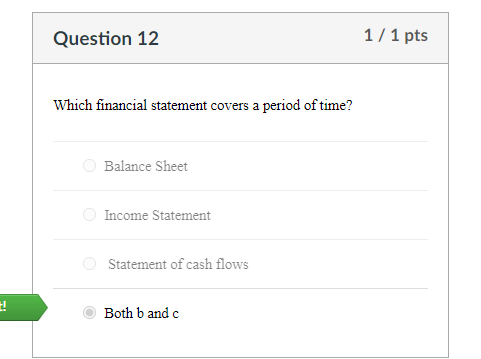 Question 12
1 / 1 pts
Which financial statement covers a period of time?
Balance Sheet
Income Statement
Statement of cash flows
t!
Both b and c